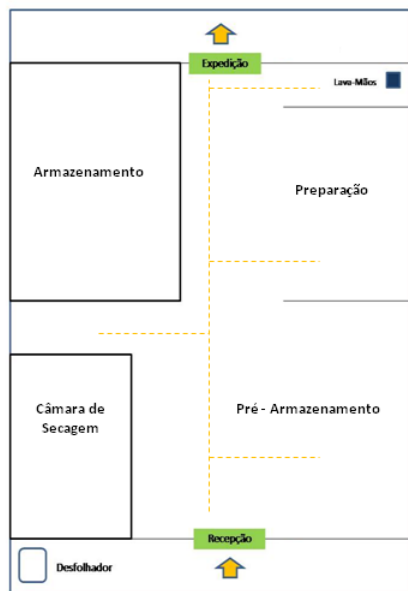 Expedição
Lava-Mãos
Armazenamento
Preparação
Câmara de
Secagem
Pré - Armazenamento
Recepção
Desfolhador